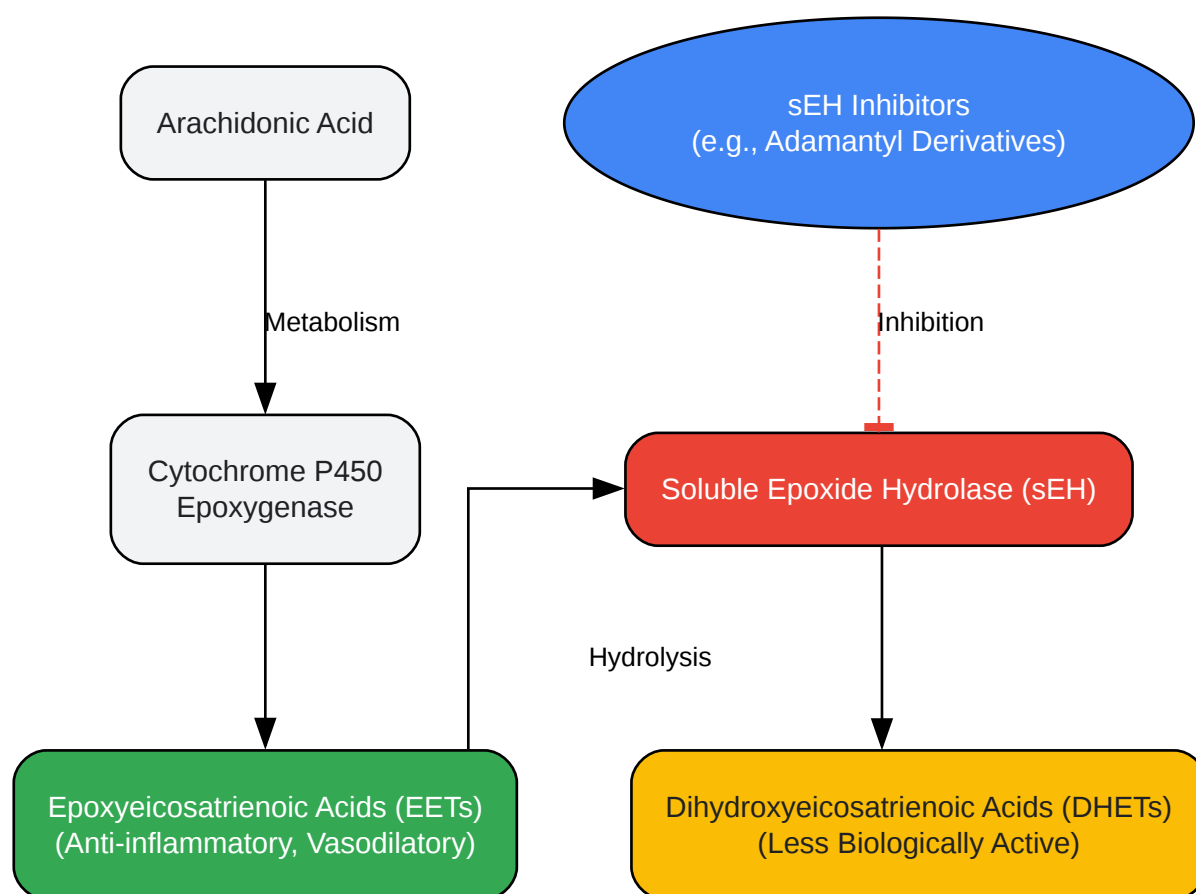 Arachidonic Acid
sEH Inhibitors
(e.g., Adamantyl Derivatives)
Metabolism
Inhibition
Cytochrome P450
Epoxygenase
Soluble Epoxide Hydrolase (sEH)
Hydrolysis
Epoxyeicosatrienoic Acids (EETs)
(Anti-inflammatory, Vasodilatory)
Dihydroxyeicosatrienoic Acids (DHETs)
(Less Biologically Active)